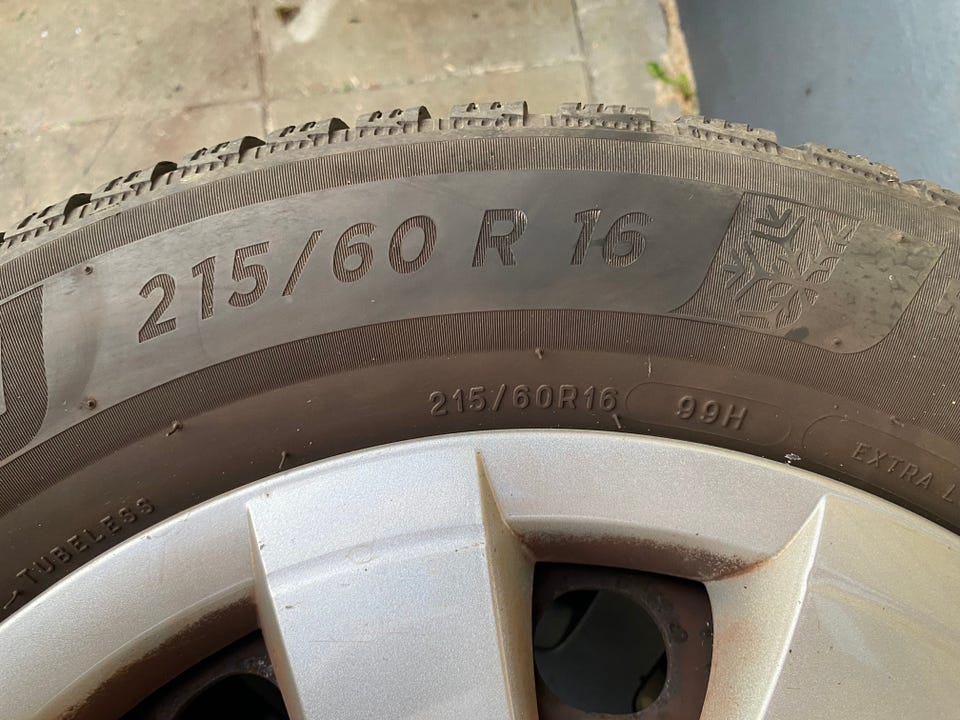 215/60 R 16
215/60R16 99H
EXTRA
TUBELESS